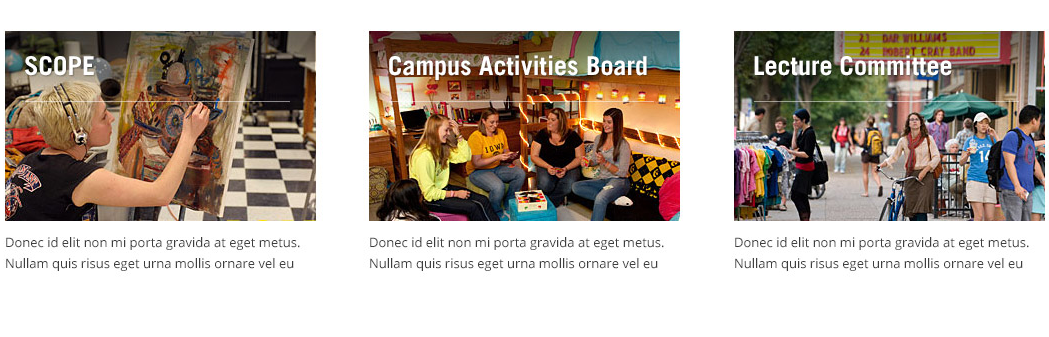 SCOPE
Donec id elit non mi porta gravida at eget metus.
Nullam quis risus eget urna mollis ornare vel eu
Campus Activities Board
IOWA
Donec id elit non mi porta gravida at eget metus.
Nullam quis risus eget urna mollis ornare vel eu
23 DAR WILLIAMS
24 ROBERT CRAY BAND
Lecture Committee
14
Donec id elit non mi porta gravida at eget metus.
Nullam quis risus eget urna mollis ornare vel eu